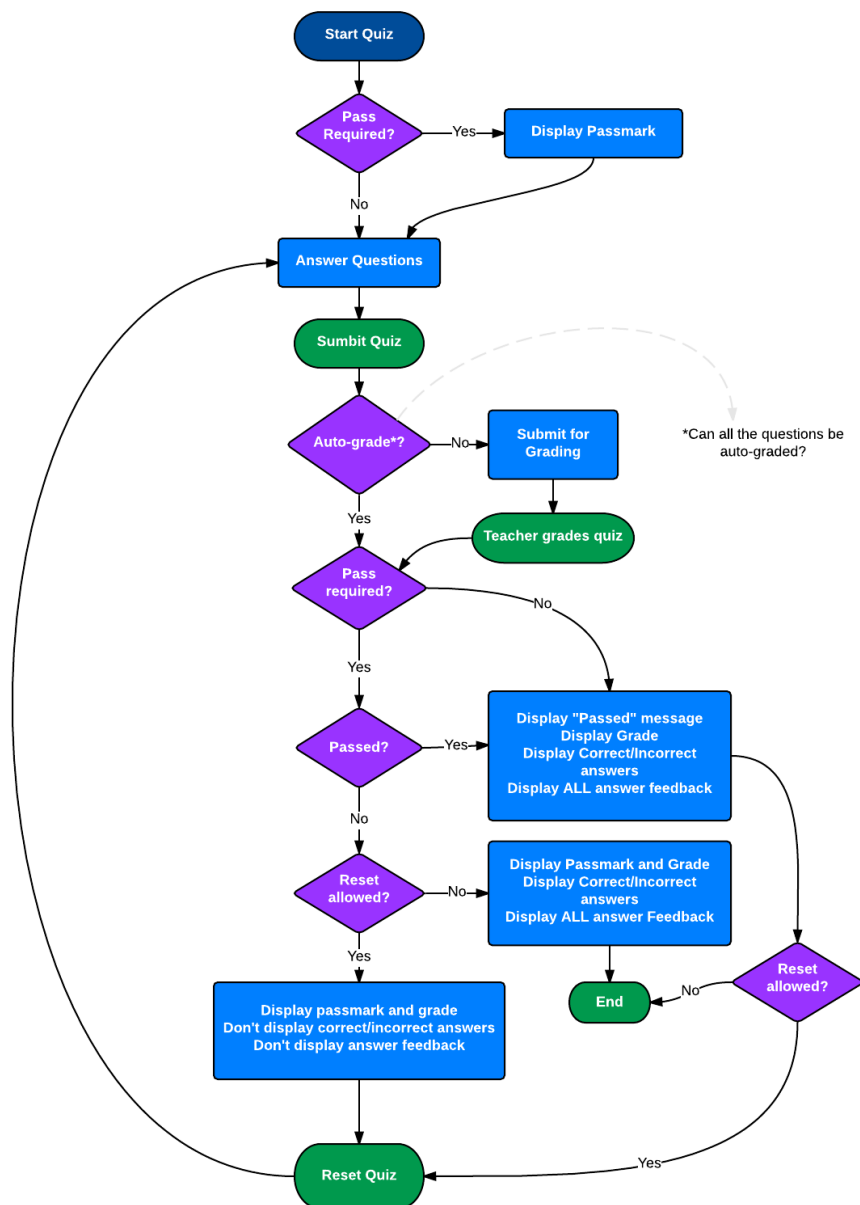 Start Quiz
Pass
Required?
Yes
Display Passmark
No
Answer Questions
Sumbit Quiz
Auto-grade*?
No
Submit for
Grading
*Can all the questions be
auto-graded?
Yes
Teacher grades quiz
Pass
required?
No
Yes
Passed?
Yes
Display "Passed" message
Display Grade
Display Correct/Incorrect
answers
Display ALL answer feedback
No
Reset
allowed?
No
Display Passmark and Grade
Display Correct/Incorrect
answers
Display ALL answer Feedback
Yes
Reset
allowed?
No
End
Display passmark and grade
Don't display correct/incorrect answers
Don't display answer feedback
Yes
Reset Quiz